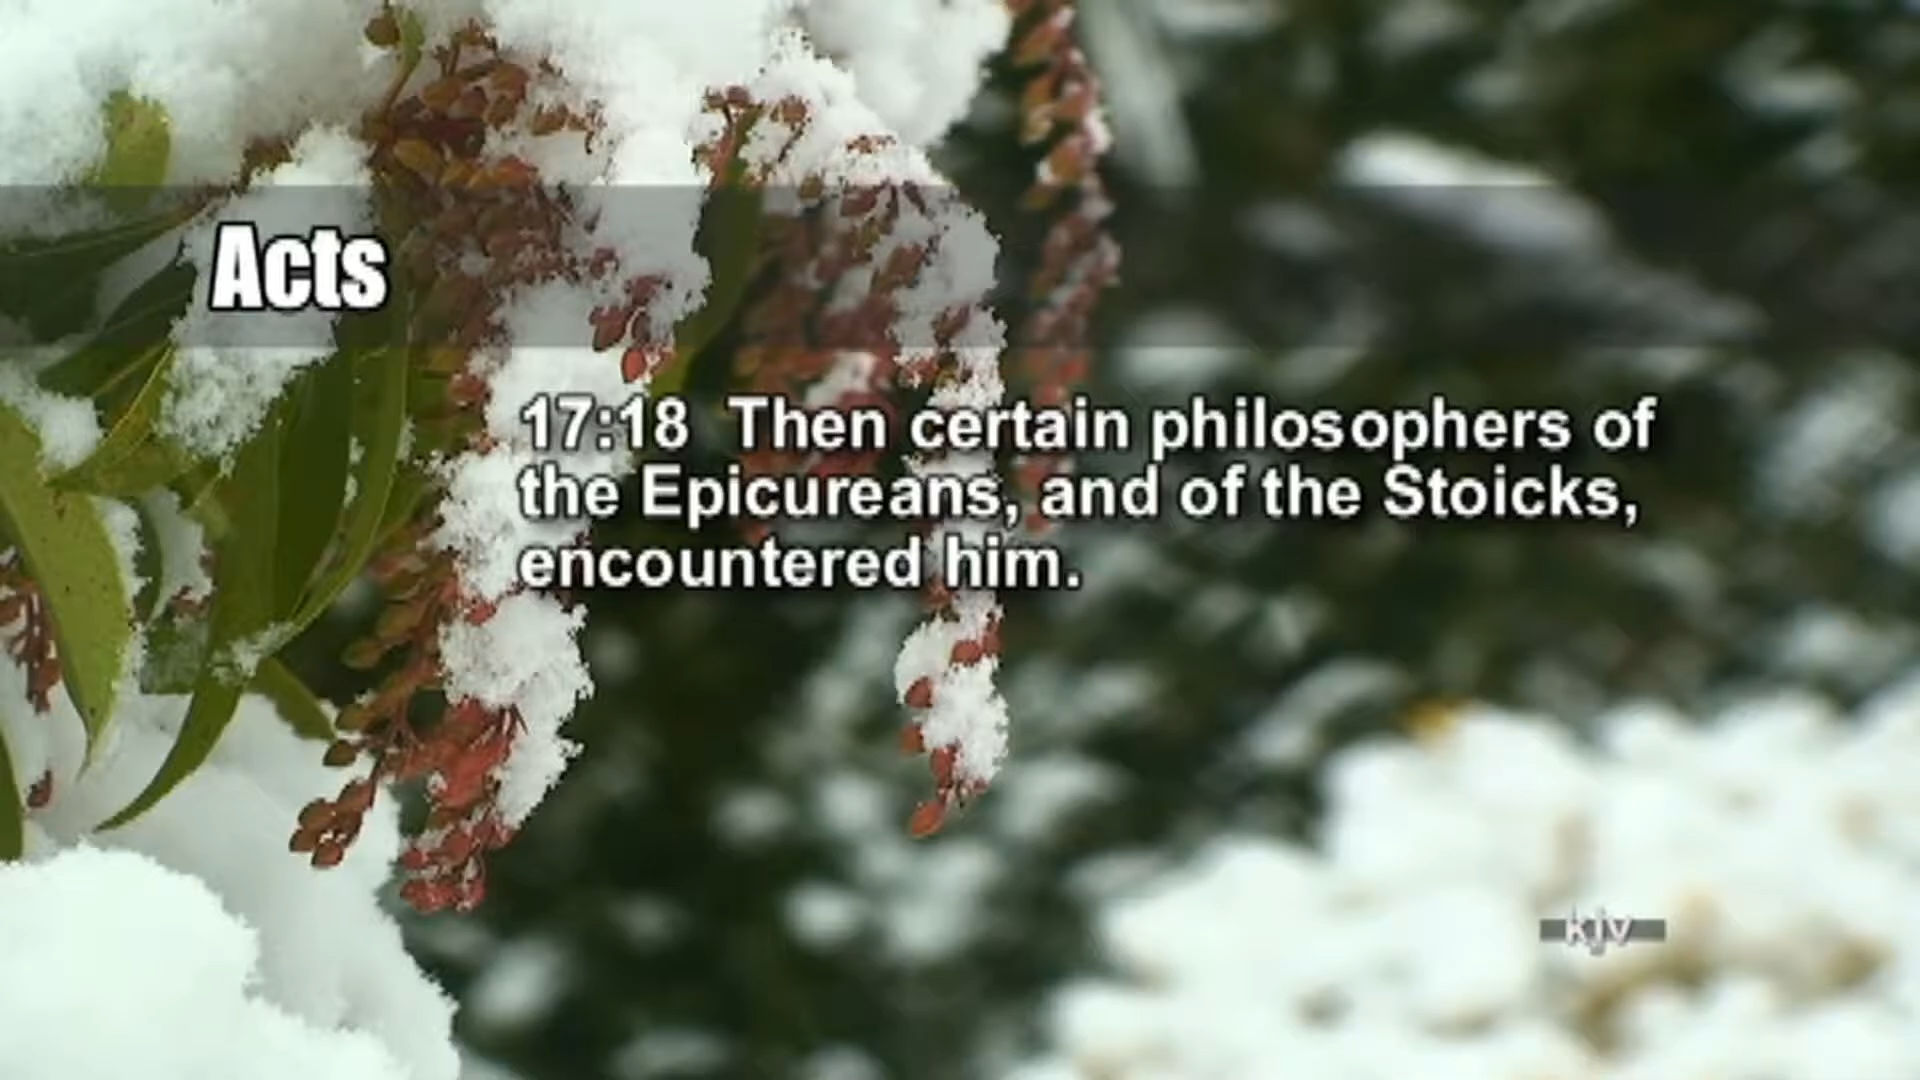 Acts
17:18 Then certain philosophers of
the Epicureans, and of the Stoicks,
encountered him.
kjv